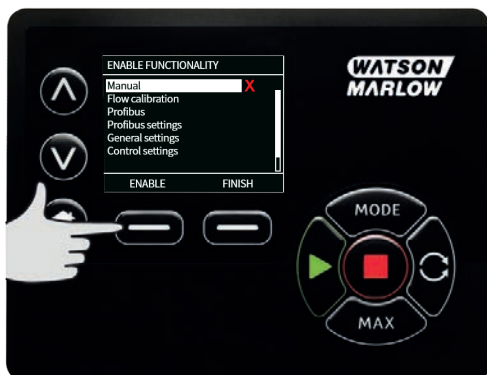 ENABLE FUNCTIONALITY
Manual X
Flow calibration
Profibus
Profibus settings
General settings
Control settings
ENABLE FINISH
WATSON
MARLOW
MODE
MAX